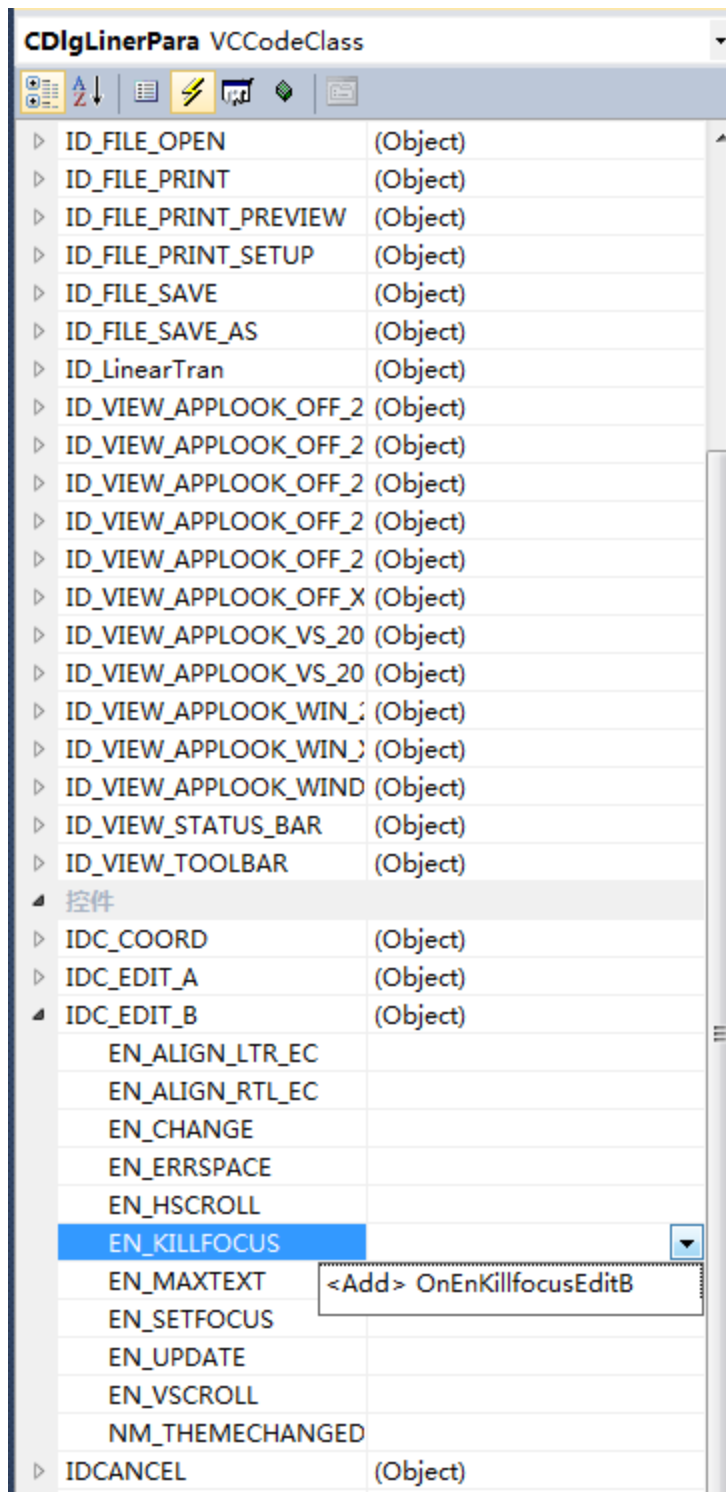 CDlgLinerPara VCCodeClass
ID_FILE_OPEN (Object)
ID_FILE_PRINT (Object)
ID_FILE_PRINT_PREVIEW (Object)
ID_FILE_PRINT_SETUP (Object)
ID_FILE_SAVE (Object)
ID_FILE_SAVE_AS (Object)
ID_LinearTran (Object)
ID_VIEW_APPLOOK_OFF_2 (Object)
ID_VIEW_APPLOOK_OFF_2 (Object)
ID_VIEW_APPLOOK_OFF_2 (Object)
ID_VIEW_APPLOOK_OFF_2 (Object)
ID_VIEW_APPLOOK_OFF_2 (Object)
ID_VIEW_APPLOOK_OFF_X (Object)
ID_VIEW_APPLOOK_VS_20 (Object)
ID_VIEW_APPLOOK_VS_20 (Object)
ID_VIEW_APPLOOK_WIN_2 (Object)
ID_VIEW_APPLOOK_WIN_X (Object)
ID_VIEW_APPLOOK_WIND (Object)
ID_VIEW_STATUS_BAR (Object)
ID_VIEW_TOOLBAR (Object)
控件
IDC_COORD (Object)
IDC_EDIT_A (Object)
IDC_EDIT_B (Object)
EN_ALIGN_LTR_EC
EN_ALIGN_RTL_EC
EN_CHANGE
EN_ERRSPACE
EN_HSCROLL
EN_KILLFOCUS
EN_MAXTEXT <Add> OnEnKillfocusEditB
EN_SETFOCUS
EN_UPDATE
EN_VSCROLL
NM_THEMECHANGED
IDCANCEL (Object)